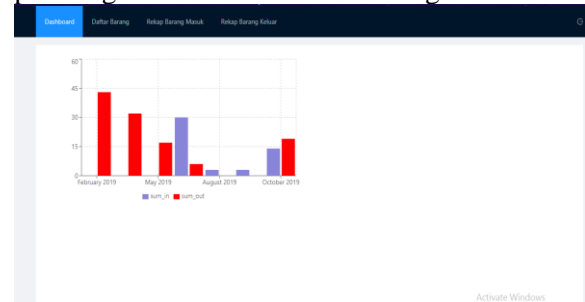 Dashboard Daftar Barang Rekap Barang Masuk Rekap Barang Keluar
60
45
30
15
0
February 2019 May 2019 August 2019 October 2019
sum_in sum_out
Activate Windows